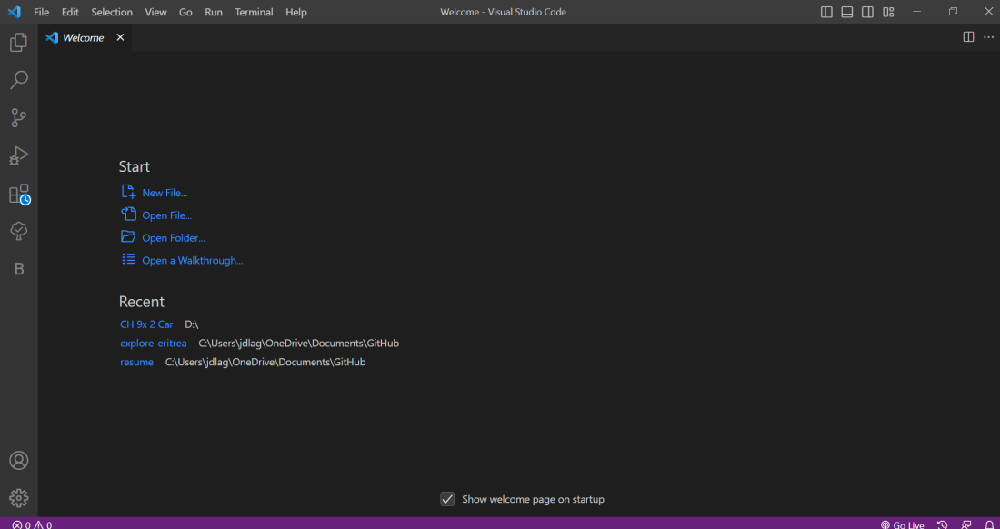 File Edit Selection View Go Run Terminal Help Welcome - Visual Studio Code
Welcome
Start
New File...
Open File...
Open Folder...
Open a Walkthrough...
Recent
CH 9x 2 Car D:\
explore-eritrea C:\Users\jdlag\OneDrive\Documents\GitHub
resume C:\Users\jdlag\OneDrive\Documents\GitHub
B
Show welcome page on startup
0 0 Go Live